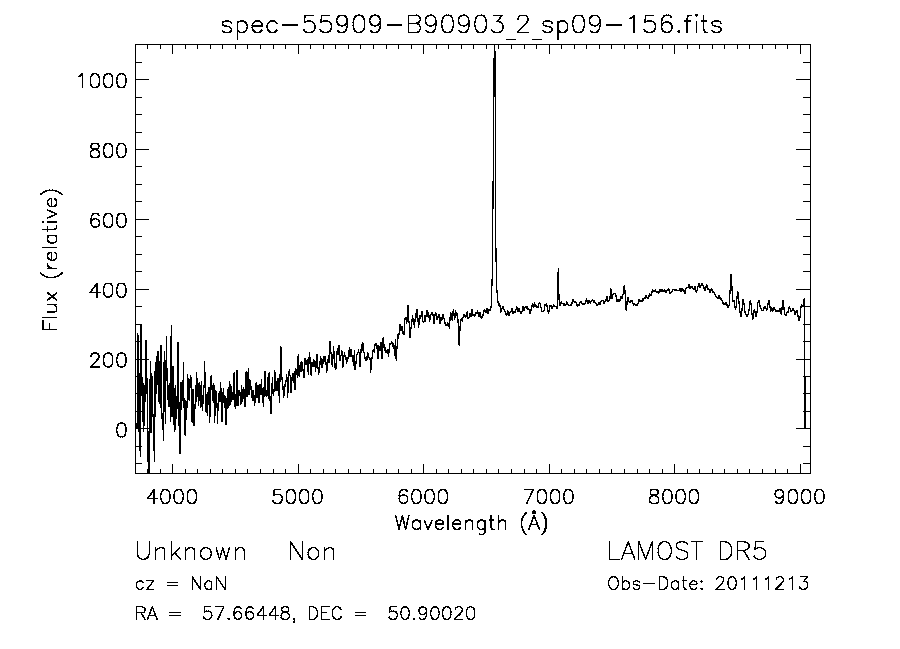 spec-55909-B90903_2_sp09-156.fits
1000
800
600
400
200
0
Flux (relative)
4000 5000 6000 7000 8000 9000
Wavelength (Å)
Unknown Non LAMOST DR5
cz = NaN Obs-Date: 20111213
RA = 57.66448, DEC = 50.90020